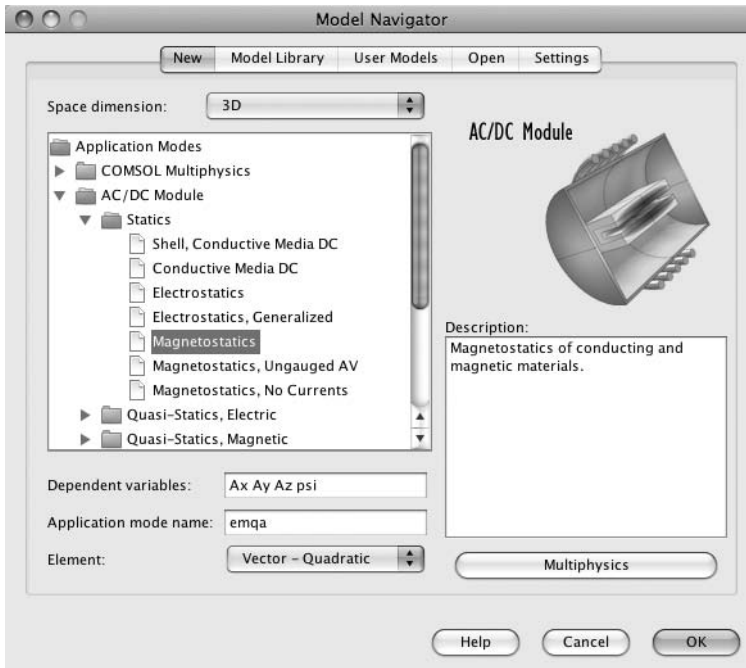 Model Navigator
New Model Library User Models Open Settings
Space dimension: 3D
Application Modes
COMSOL Multiphysics
AC/DC Module
Statics
Shell, Conductive Media DC
Conductive Media DC
Electrostatics
Electrostatics, Generalized
Magnetostatics
Magnetostatics, Ungauged AV
Magnetostatics, No Currents
Quasi-Statics, Electric
Quasi-Statics, Magnetic
Dependent variables: Ax Ay Az psi
Application mode name: emqa
Element: Vector - Quadratic
AC/DC Module
Description:
Magnetostatics of conducting and
magnetic materials.
Multiphysics
Help Cancel OK